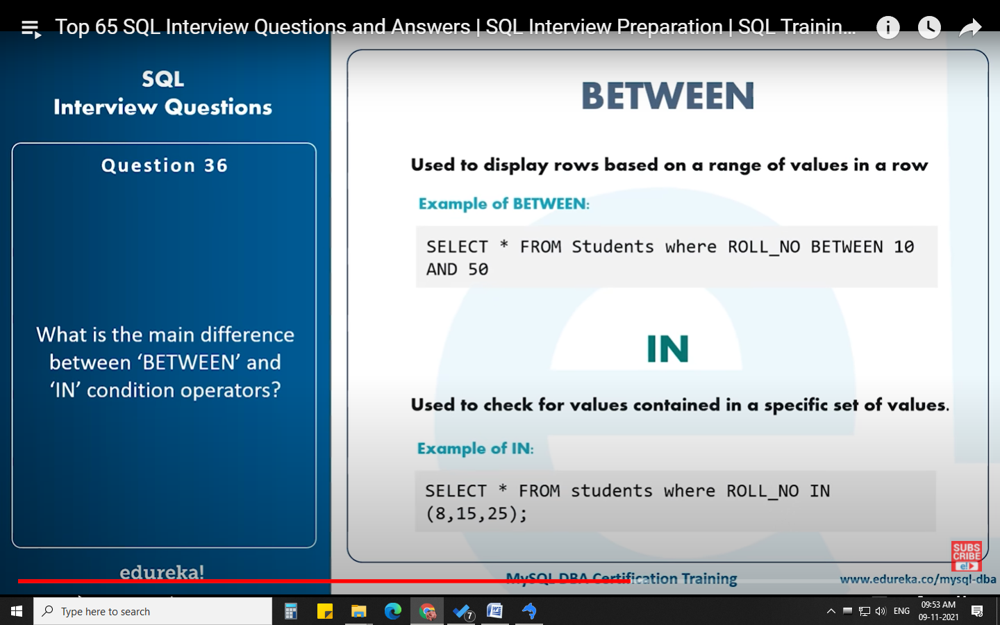 Top 65 SQL Interview Questions and Answers | SQL Interview Preparation | SQL Trainin...
SQL
Interview Questions
Question 36
What is the main difference
between ‘BETWEEN’ and
‘IN’ condition operators?
edureka!
BETWEEN
Used to display rows based on a range of values in a row
Example of BETWEEN:
SELECT * FROM Students where ROLL_NO BETWEEN 10
AND 50
IN
Used to check for values contained in a specific set of values.
Example of IN:
SELECT * FROM students where ROLL_NO IN
(8,15,25);
SUBS
CRIBE
e!
MySQL DBA Certification Training
www.edureka.co/mysql-dba
Type here to search
7
ENG
09:53 AM
09-11-2021